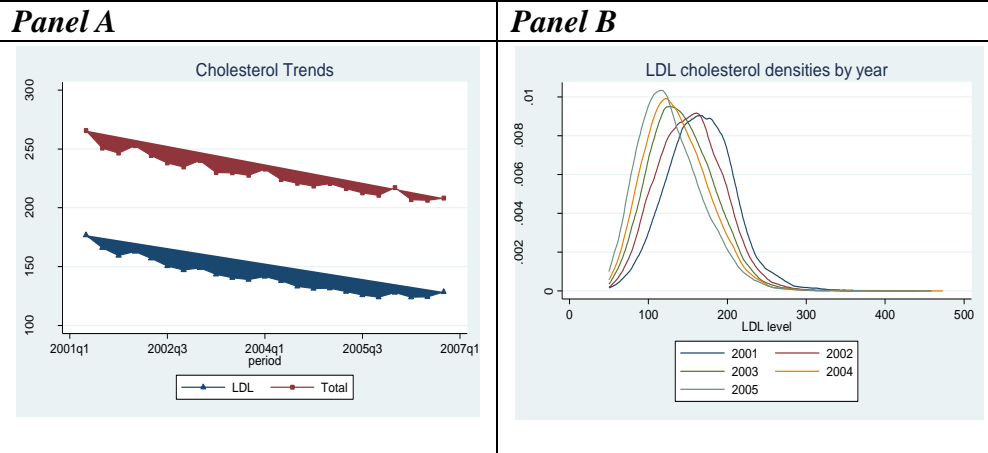 Panel A
Panel B
Cholesterol Trends
300
250
200
150
100
2001q1 2002q3 2004q1 2005q3 2007q1
period
LDL Total
LDL cholesterol densities by year
.01
.008
.006
.004
.002
0
0 100 200 300 400 500
LDL level
2001 2002
2003 2004
2005